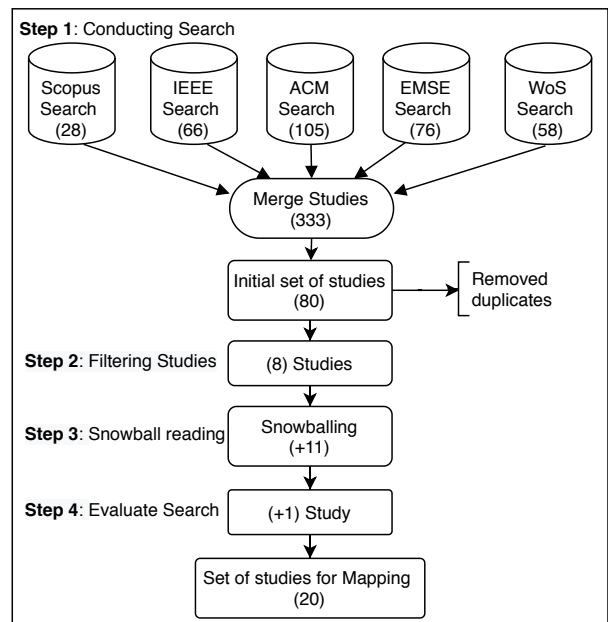 Step 1: Conducting Search
Scopus
Search
(28)
IEEE
Search
(66)
ACM
Search
(105)
EMSE
Search
(76)
WoS
Search
(58)
Merge Studies
(333)
Initial set of studies
(80)
Removed
duplicates
Step 2: Filtering Studies
(8) Studies
Step 3: Snowball reading
Snowballing
(+11)
Step 4: Evaluate Search
(+1) Study
Set of studies for Mapping
(20)